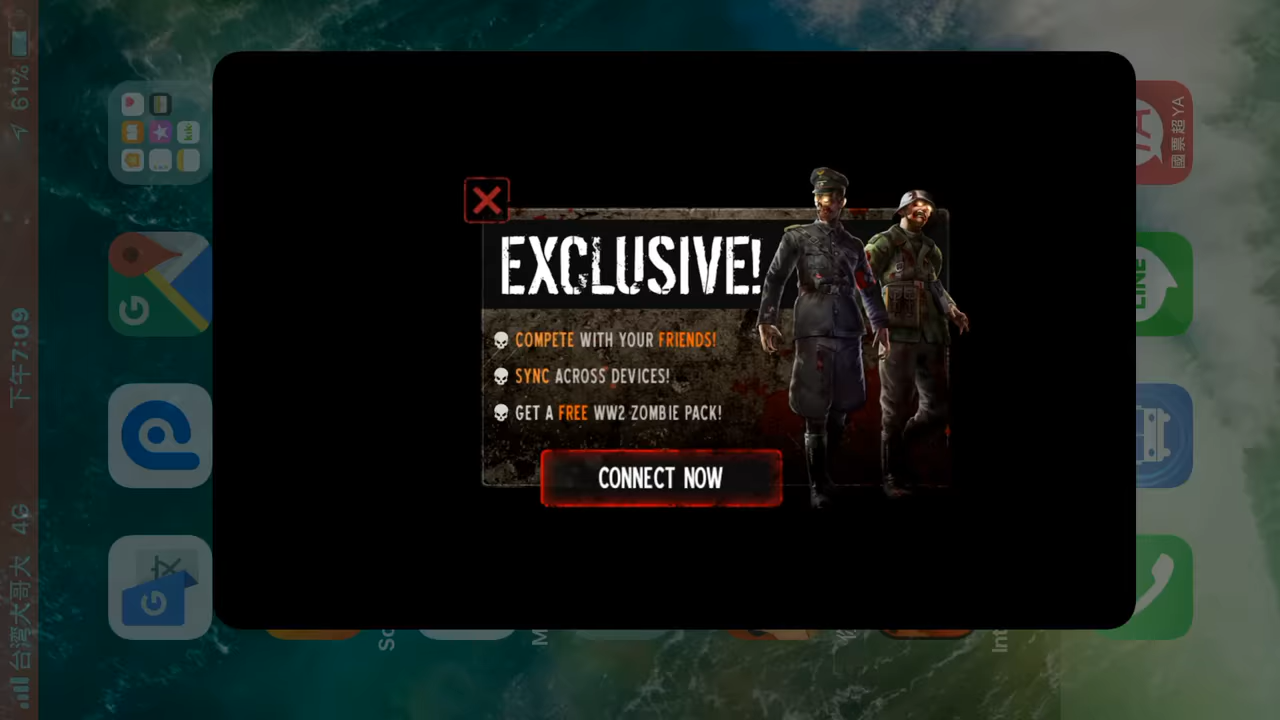 EXCLUSIVE!
COMPETE WITH YOUR FRIENDS!
SYNC ACROSS DEVICES!
GET A FREE WW2 ZOMBIE PACK!
CONNECT NOW
台灣大哥大 4G
下午7:09
61%
G
G
kik
國票超YA
LINE